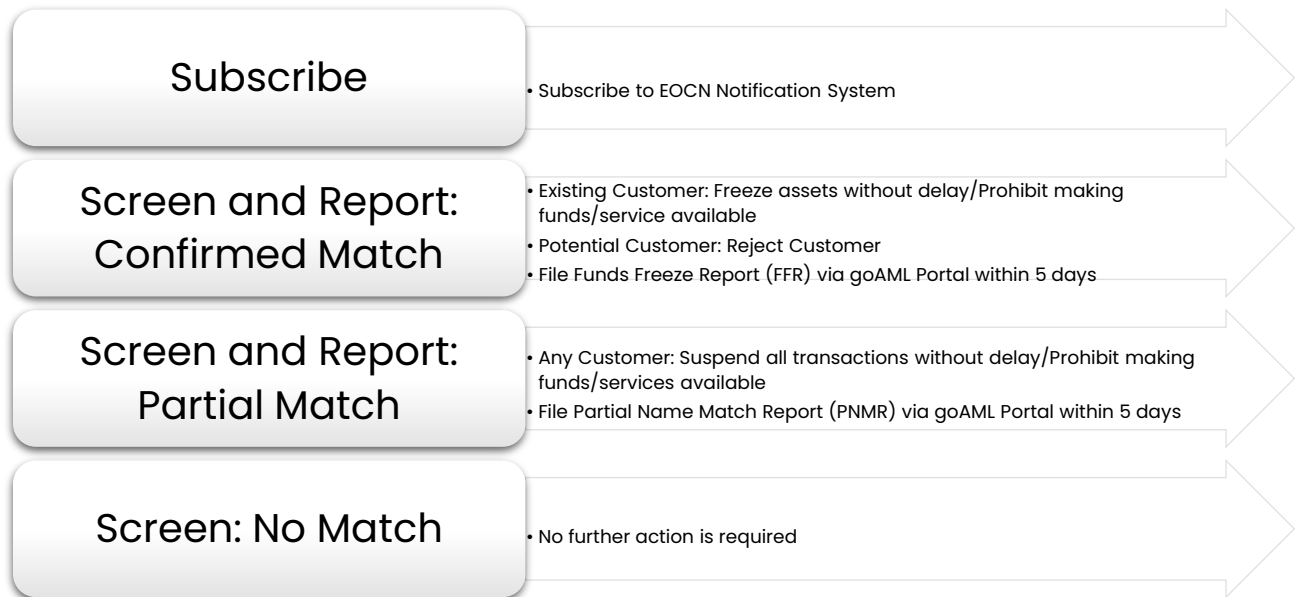 Subscribe
• Subscribe to EOCN Notification System
Screen and Report:
Confirmed Match
• Existing Customer: Freeze assets without delay/Prohibit making
funds/service available
• Potential Customer: Reject Customer
• File Funds Freeze Report (FFR) via goAML Portal within 5 days
Screen and Report:
Partial Match
• Any Customer: Suspend all transactions without delay/Prohibit making
funds/services available
• File Partial Name Match Report (PNMR) via goAML Portal within 5 days
Screen: No Match
• No further action is required